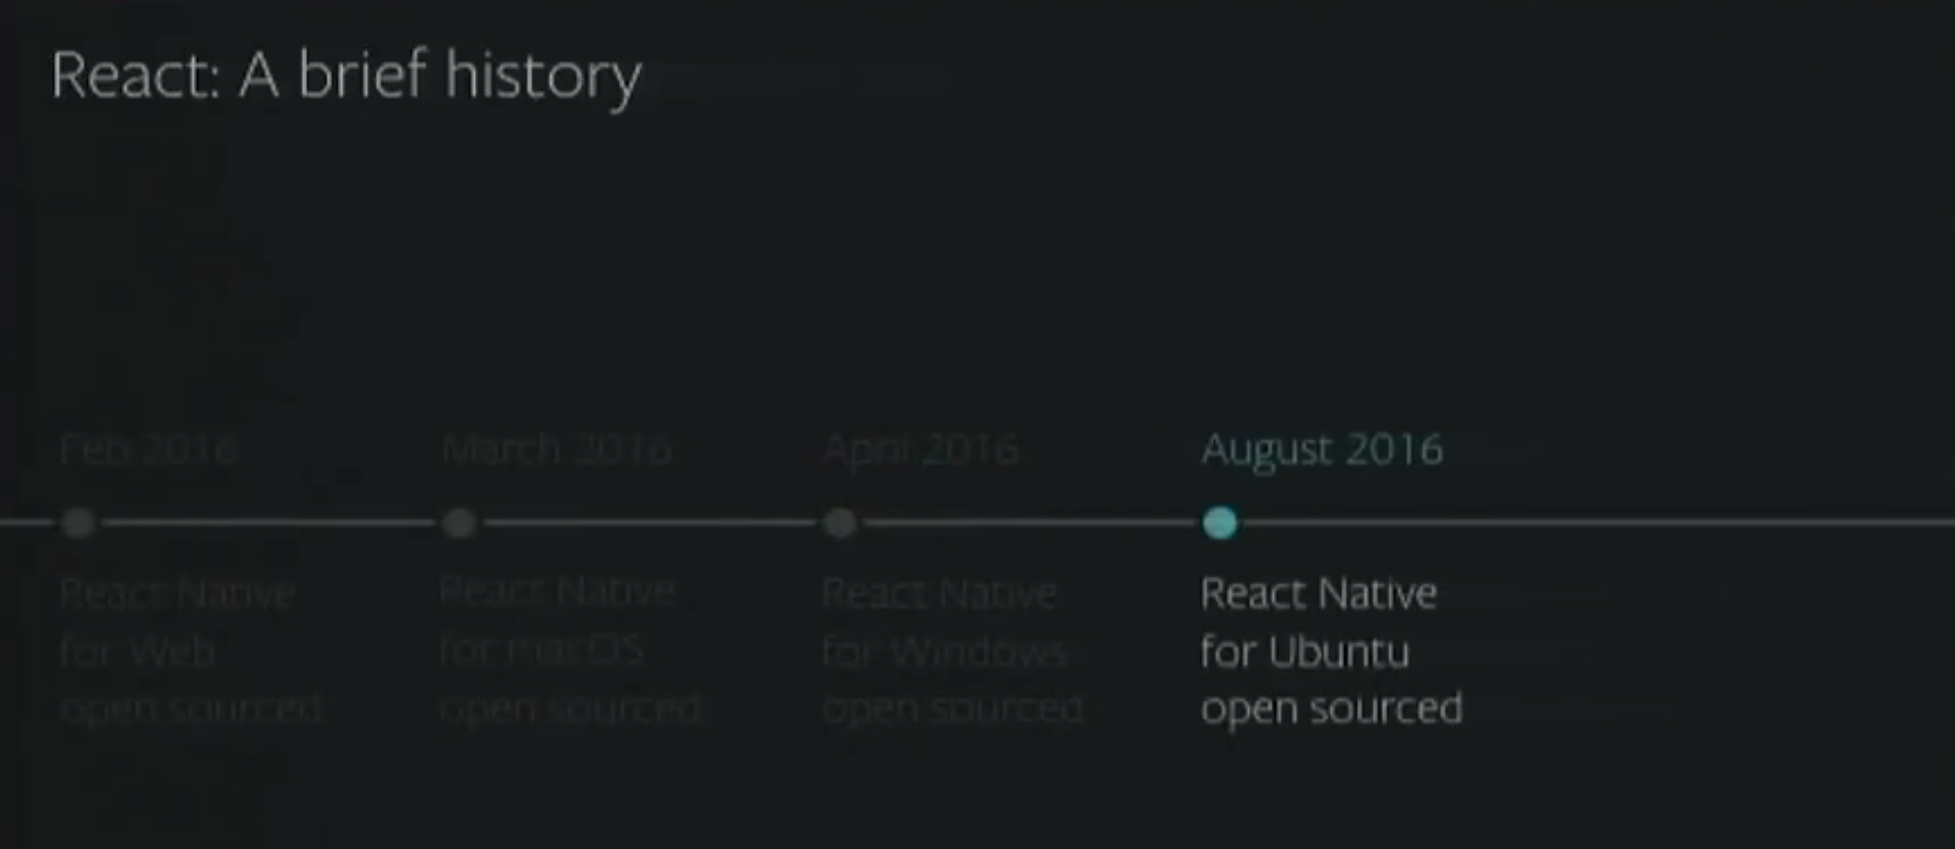 React: A brief history
Feb 2016
React Native
for Web
open sourced
March 2016
React Native
for macOS
open sourced
April 2016
React Native
for Windows
open sourced
August 2016
React Native
for Ubuntu
open sourced